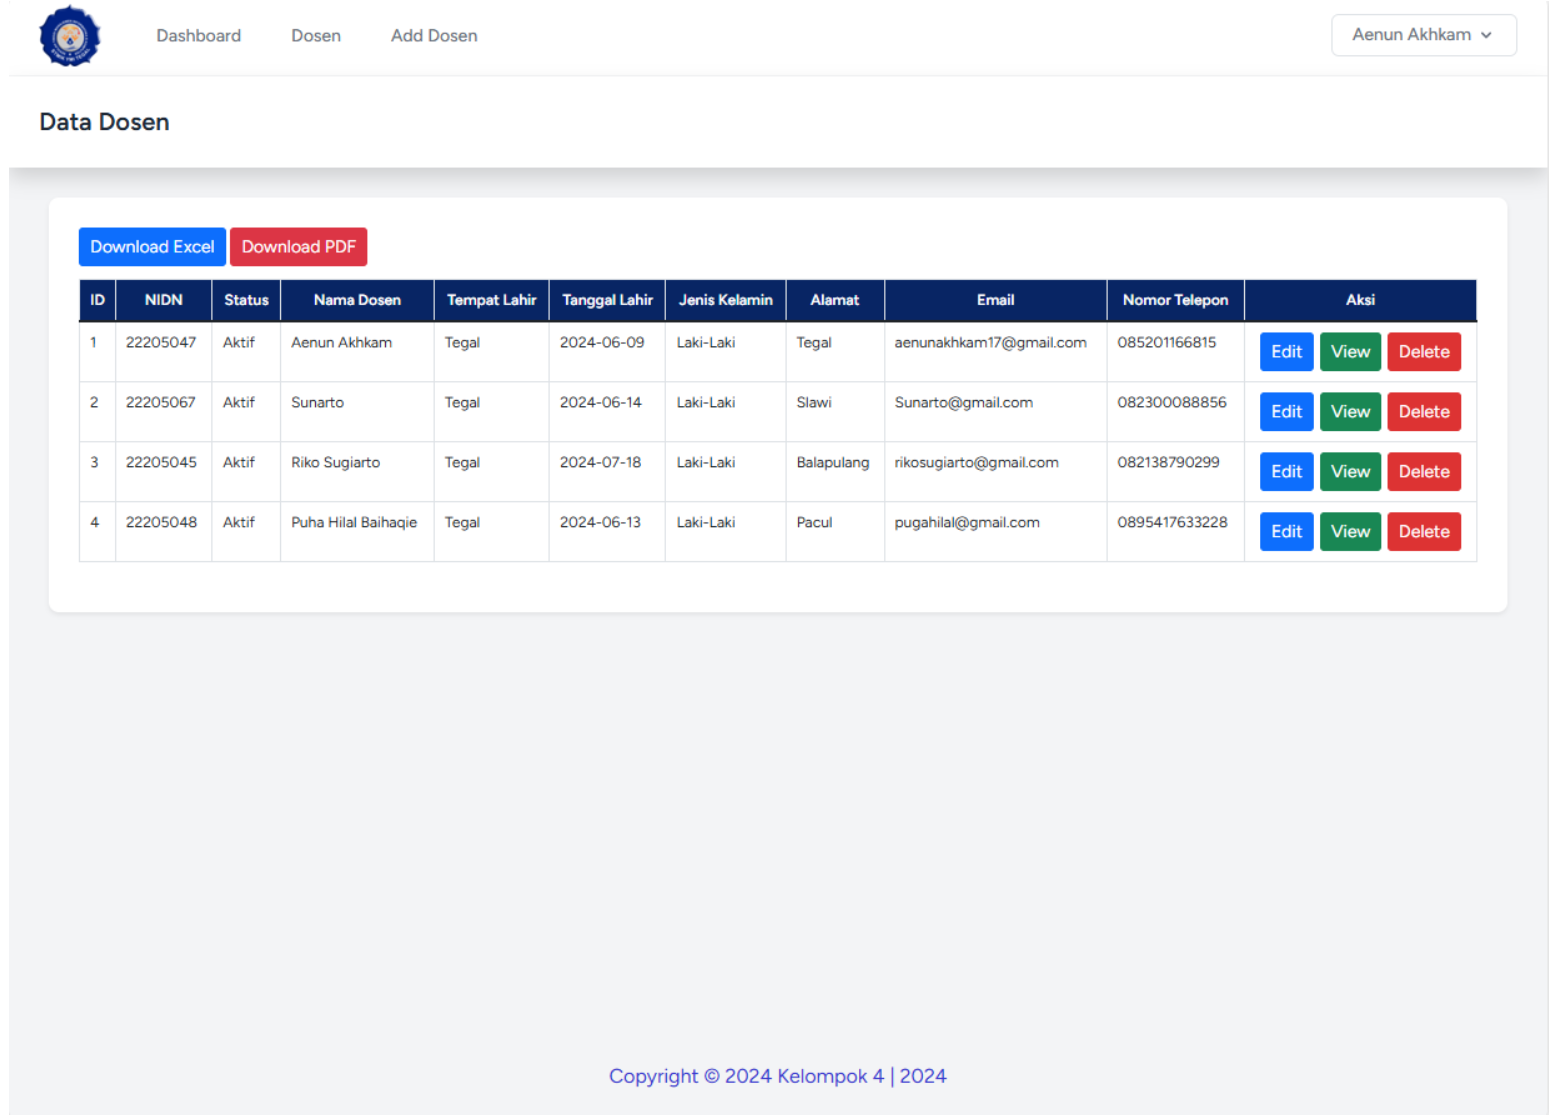 Dashboard Dosen Add Dosen Aenun Akhkam
Data Dosen
Download Excel Download PDF
ID NIDN Status Nama Dosen Tempat Lahir Tanggal Lahir Jenis Kelamin Alamat Email Nomor Telepon Aksi
1 22205047 Aktif Aenun Akhkam Tegal 2024-06-09 Laki-Laki Tegal aenunakhkam17@gmail.com 085201166815 Edit View Delete
2 22205067 Aktif Sunarto Tegal 2024-06-14 Laki-Laki Slawi Sunarto@gmail.com 082300088856 Edit View Delete
3 22205045 Aktif Riko Sugiarto Tegal 2024-07-18 Laki-Laki Balapulang rikosugiarto@gmail.com 082138790299 Edit View Delete
4 22205048 Aktif Puha Hilal Baihaqie Tegal 2024-06-13 Laki-Laki Pacul pugahilal@gmail.com 0895417633228 Edit View Delete
Copyright © 2024 Kelompok 4 | 2024